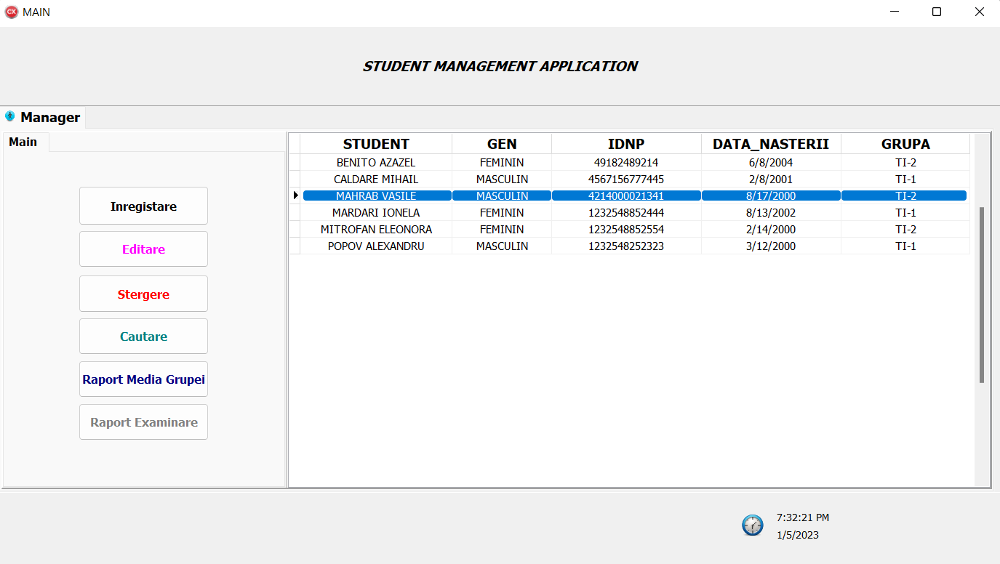 CX MAIN
STUDENT MANAGEMENT APPLICATION
Manager
Main
Inregistare
Editare
Stergere
Cautare
Raport Media Grupei
Raport Examinare
STUDENT GEN IDNP DATA_NASTERII GRUPA
BENITO AZAZEL FEMININ 49182489214 6/8/2004 TI-2
CALDARE MIHAIL MASCULIN 4567156777445 2/8/2001 TI-1
MAHRAB VASILE MASCULIN 4214000021341 8/17/2000 TI-2
MARDARI IONELA FEMININ 1232548852444 8/13/2002 TI-1
MITROFAN ELEONORA FEMININ 1232548852554 2/14/2000 TI-2
POPOV ALEXANDRU MASCULIN 1232548252323 3/12/2000 TI-1
7:32:21 PM
1/5/2023